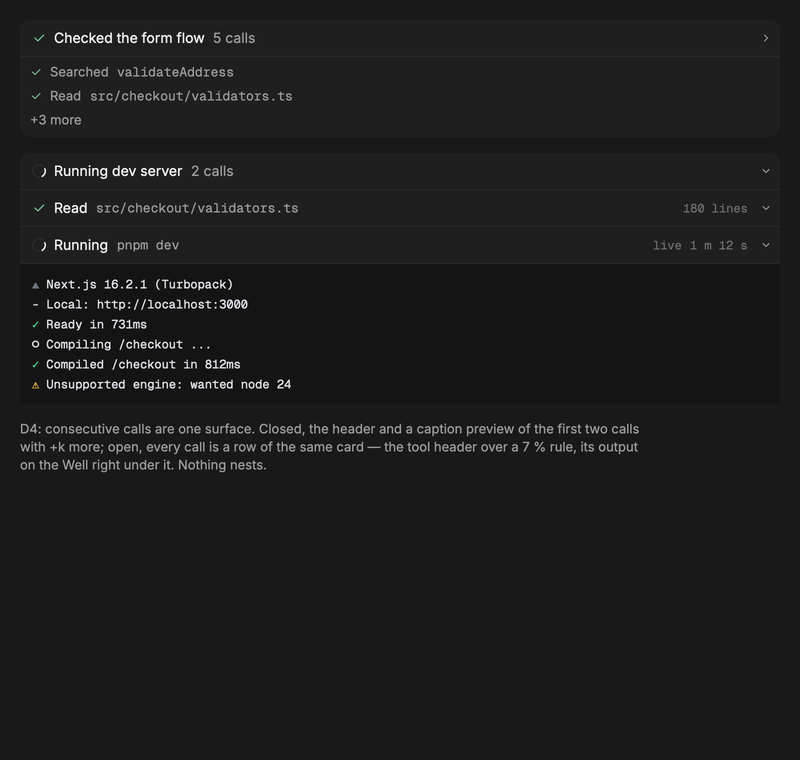 Checked the form flow 5 calls
Searched validateAddress
Read src/checkout/validators.ts
+3 more
Running dev server 2 calls
Read src/checkout/validators.ts 180 lines
Running pnpm dev live 1 m 12 s
▲ Next.js 16.2.1 (Turbopack)
- Local: http://localhost:3000
✓ Ready in 731ms
○ Compiling /checkout ...
✓ Compiled /checkout in 812ms
⚠ Unsupported engine: wanted node 24
D4: consecutive calls are one surface. Closed, the header and a caption preview of the first two calls
with +k more; open, every call is a row of the same card — the tool header over a 7 % rule, its output
on the Well right under it. Nothing nests.